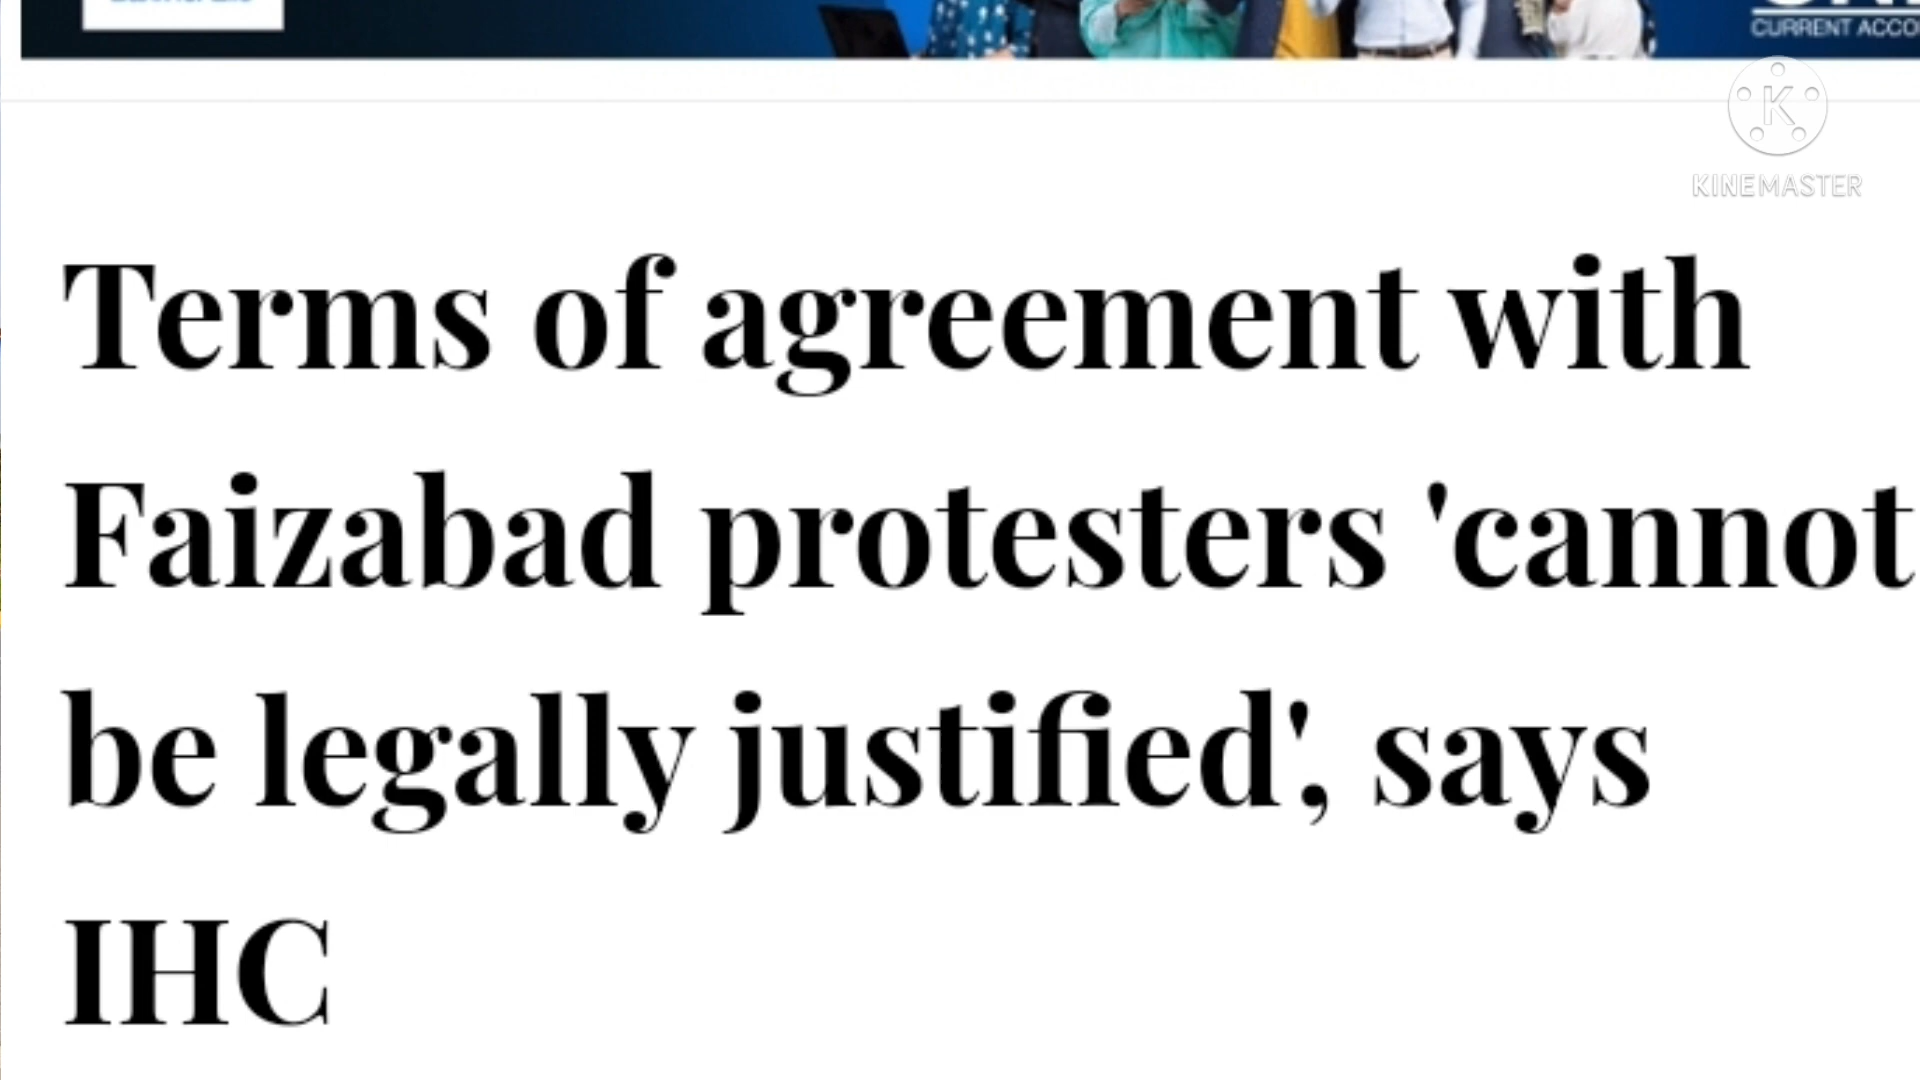 CURRENT ACCO
KINEMASTER
Terms of agreement with
Faizabad protesters 'cannot
be legally justified', says
IHC